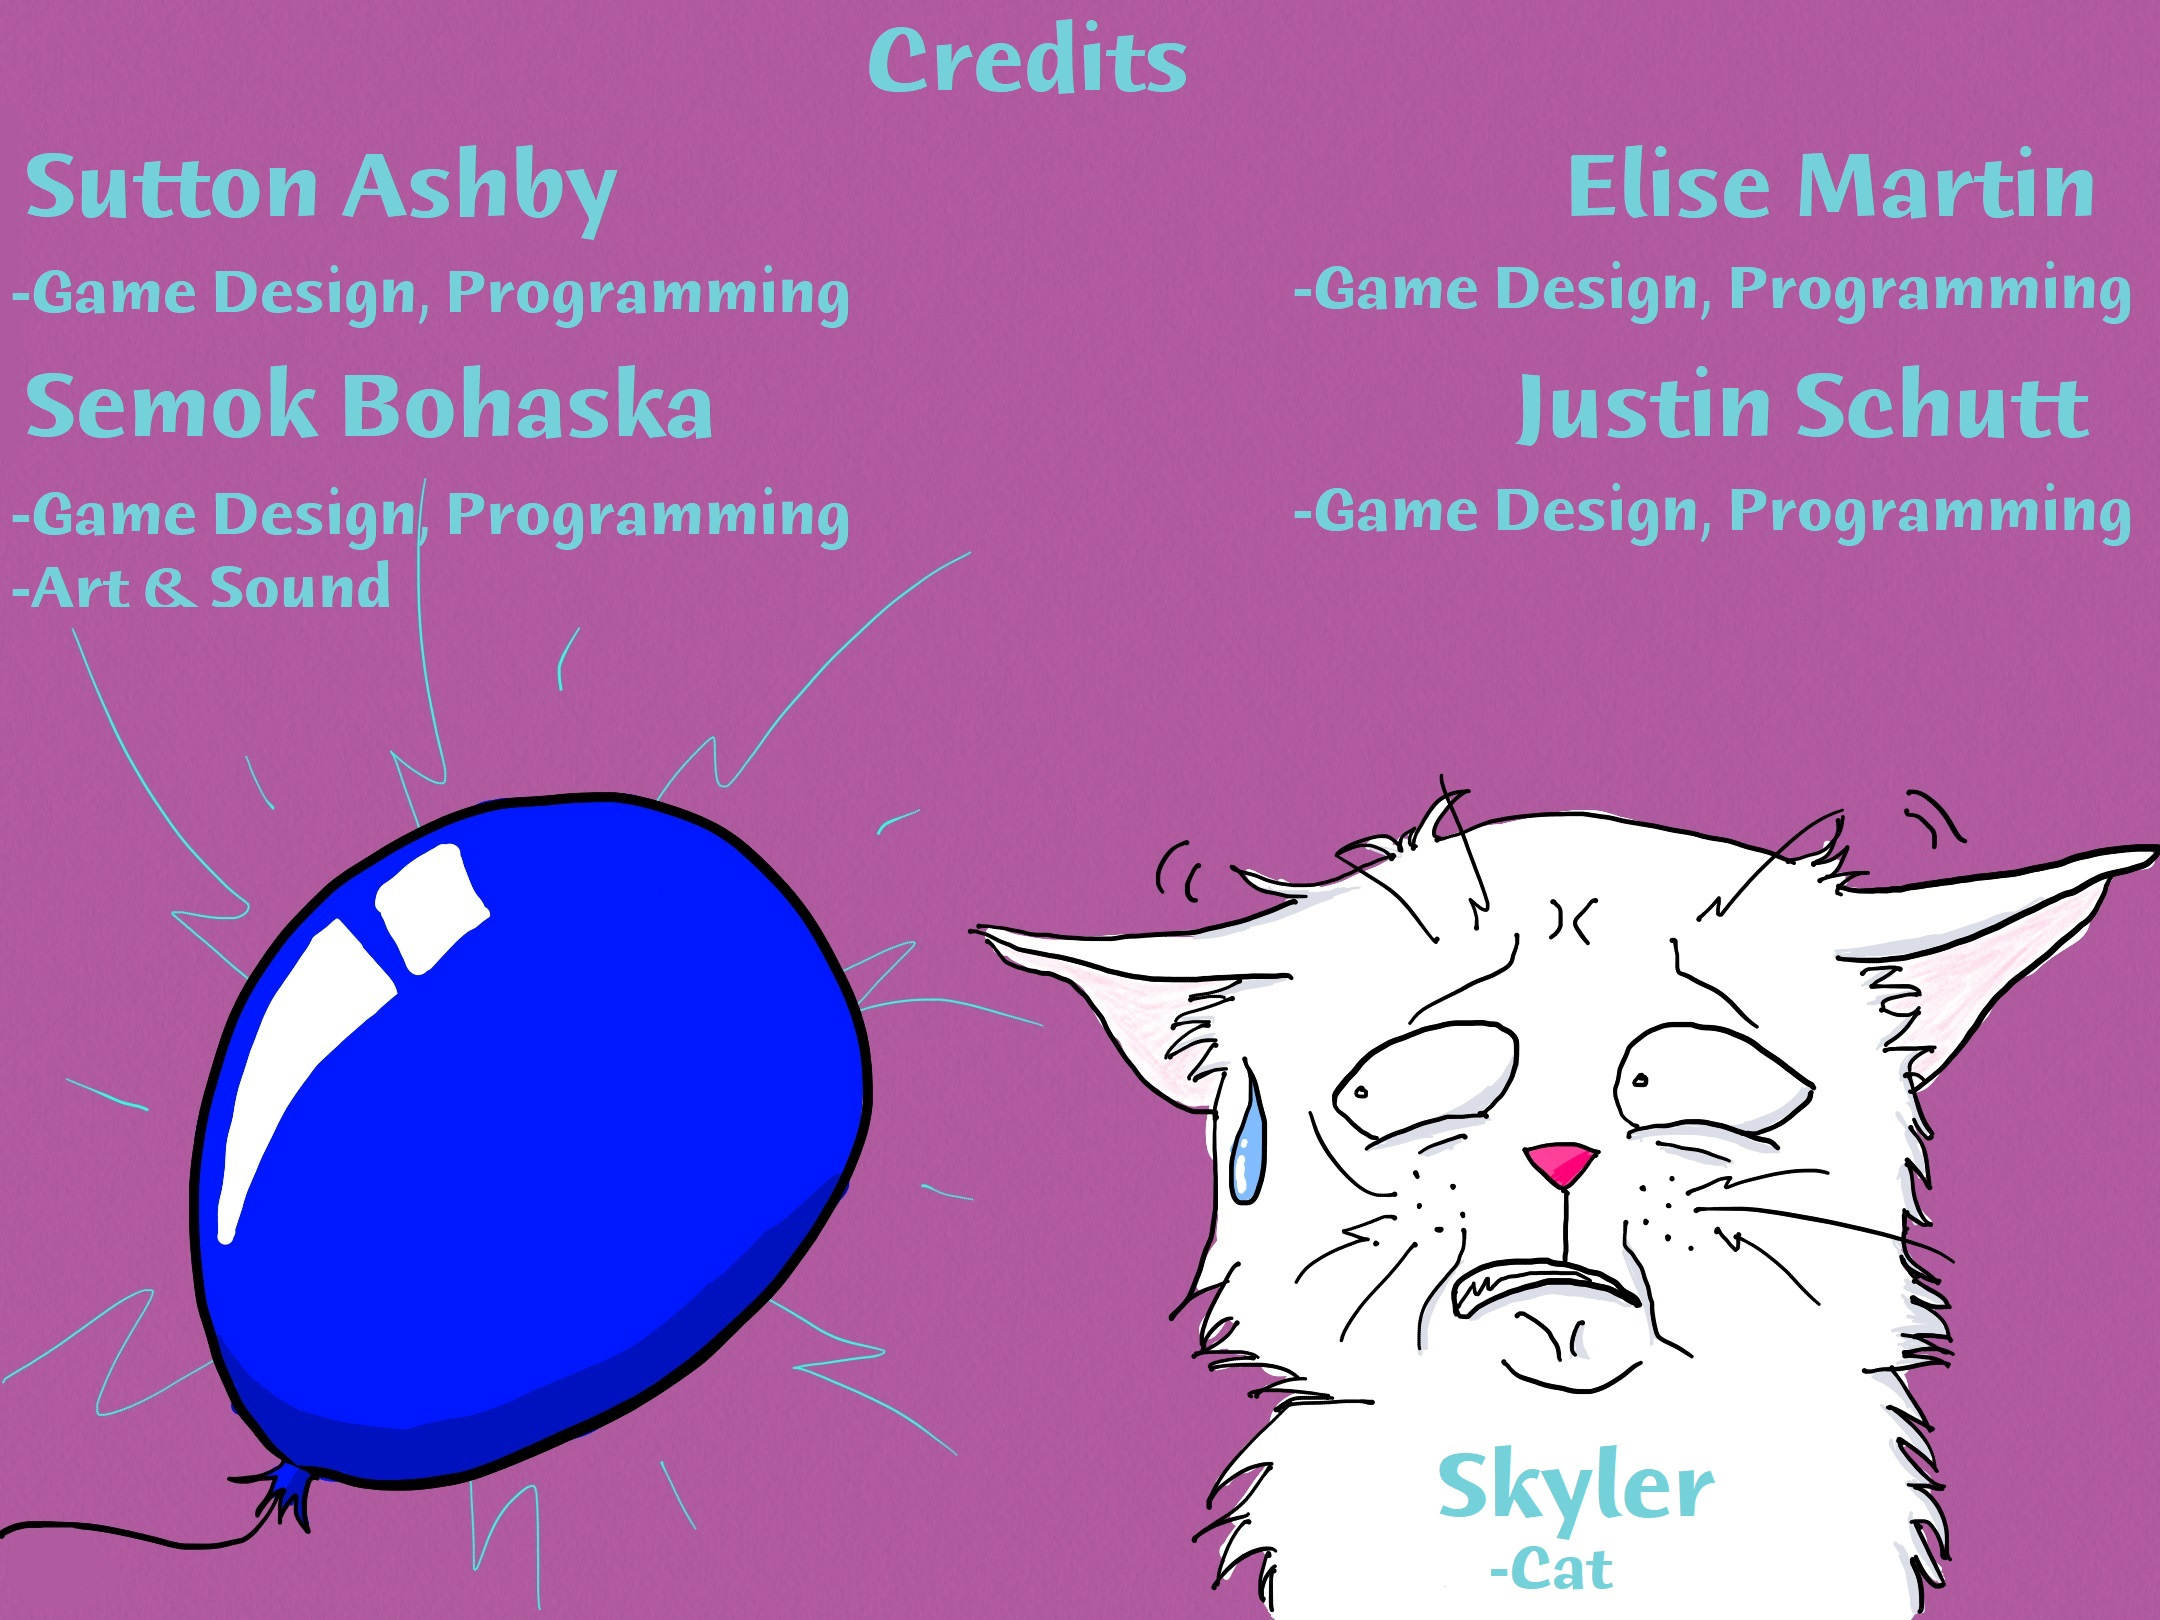 Credits
Sutton Ashby
-Game Design, Programming
Semok Bohaska
-Game Design, Programming
-Art & Sound
Elise Martin
-Game Design, Programming
Justin Schutt
-Game Design, Programming
Skyler
-Cat